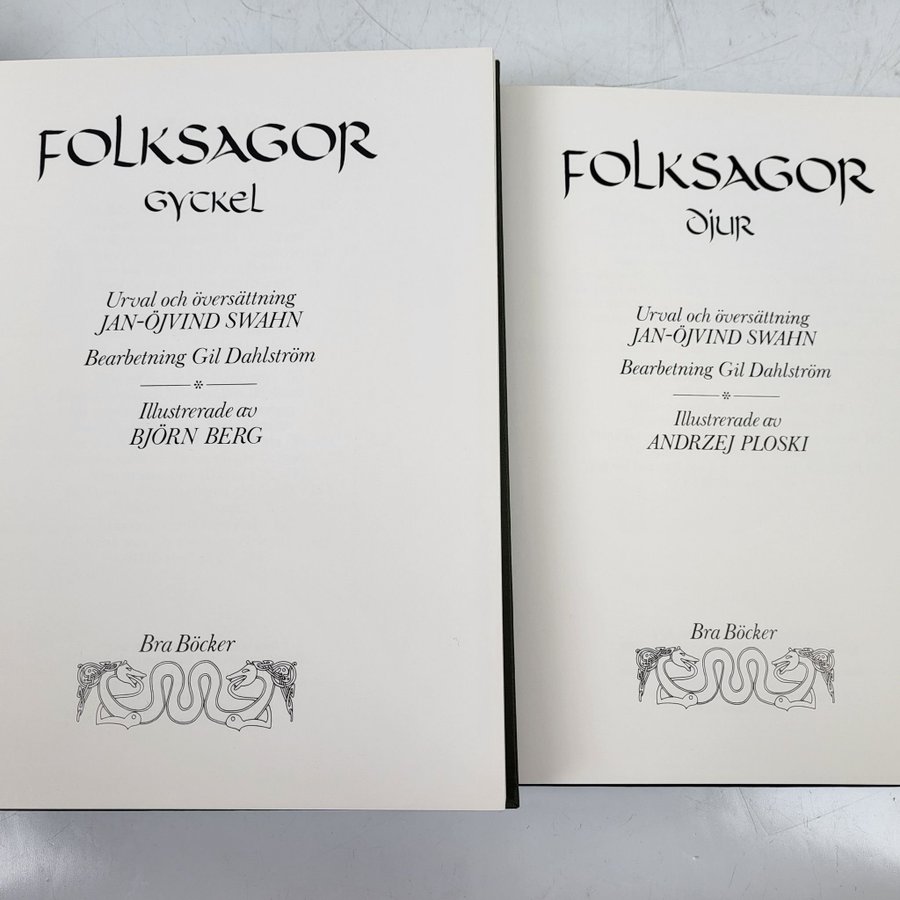 FOLKSAGOR
GYCKEL
Urval och översättning
JAN-ÖJVIND SWAHN
Bearbetning Gil Dahlström
Illustrerade av
BJÖRN BERG
Bra Böcker
FOLKSAGOR
DJUR
Urval och översättning
JAN-ÖJVIND SWAHN
Bearbetning Gil Dahlström
Illustrerade av
ANDRZEJ PLOSKI
Bra Böcker